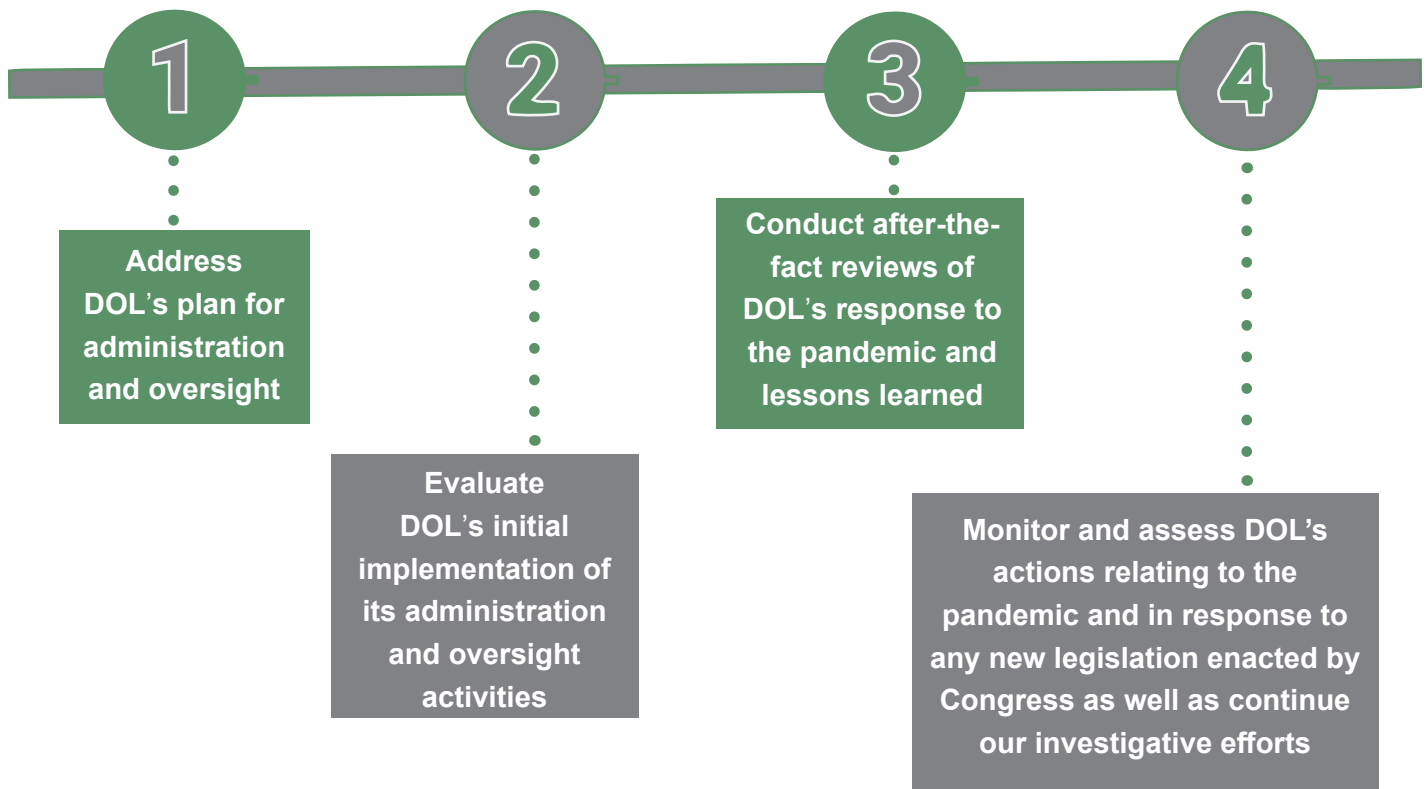 1
2
3
4
Address
DOL's plan for
administration
and oversight
Evaluate
DOL's initial
implementation of
its administration
and oversight
activities
Conduct after-the-
fact reviews of
DOL's response to
the pandemic and
lessons learned
Monitor and assess DOL’s
actions relating to the
pandemic and in response to
any new legislation enacted by
Congress as well as continue
our investigative efforts